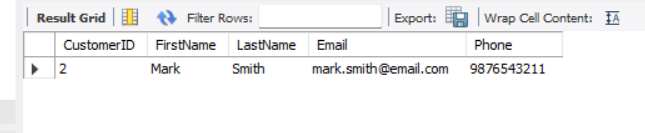 Result Grid Filter Rows: Export: Wrap Cell Content:
CustomerID FirstName LastName Email Phone
2 Mark Smith mark.smith@email.com 9876543211